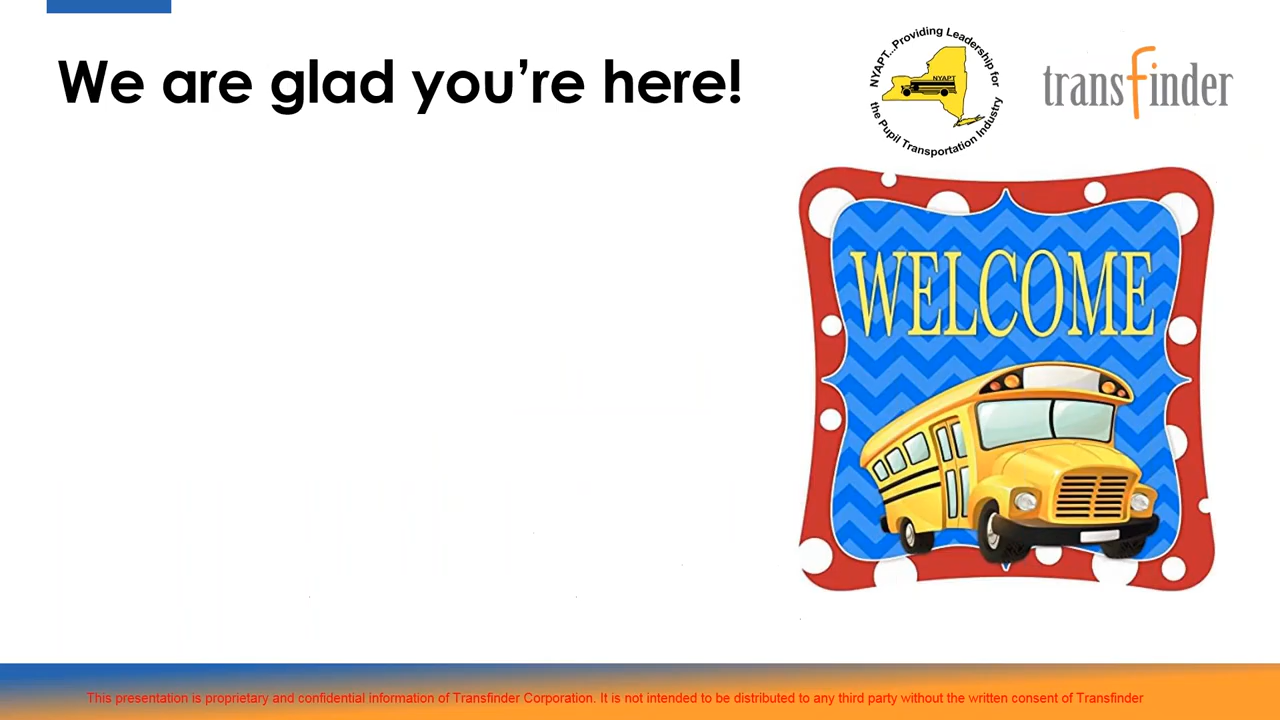 We are glad you’re here!
NYAPT...Providing Leadership for
the Pupil Transportation Industry
NYAPT
transfinder
WELCOME
This presentation is proprietary and confidential information of Transfinder Corporation. It is not intended to be distributed to any third party without the written consent of Transfinder